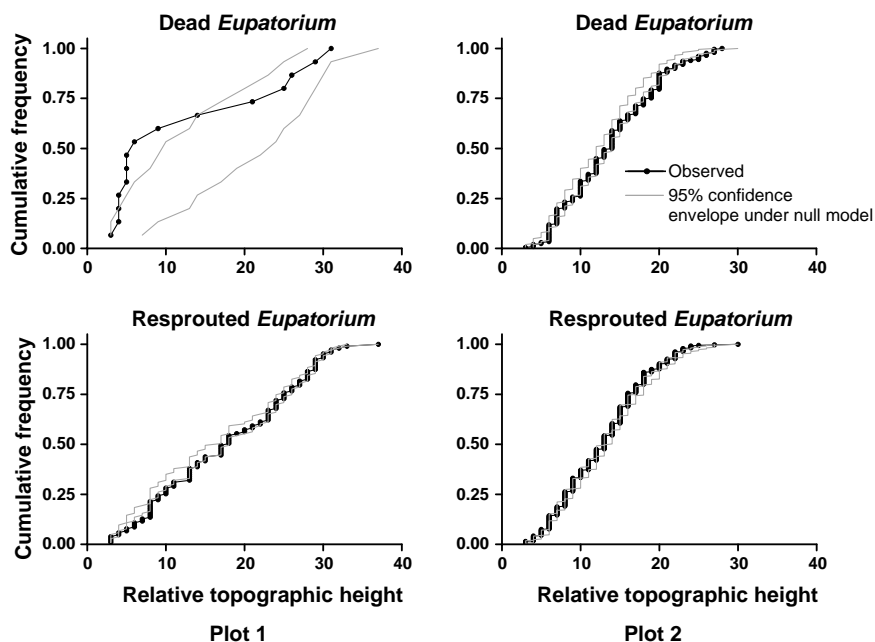 Dead Eupatorium
Cumulative frequency
1.00
0.75
0.50
0.25
0.00
0 10 20 30 40
Dead Eupatorium
1.00
0.75
0.50
0.25
0.00
0 10 20 30 40
Observed
95% confidence
envelope under null model
Resprouted Eupatorium
Cumulative frequency
1.00
0.75
0.50
0.25
0.00
0 10 20 30 40
Relative topographic height
Plot 1
Resprouted Eupatorium
1.00
0.75
0.50
0.25
0.00
0 10 20 30 40
Relative topographic height
Plot 2